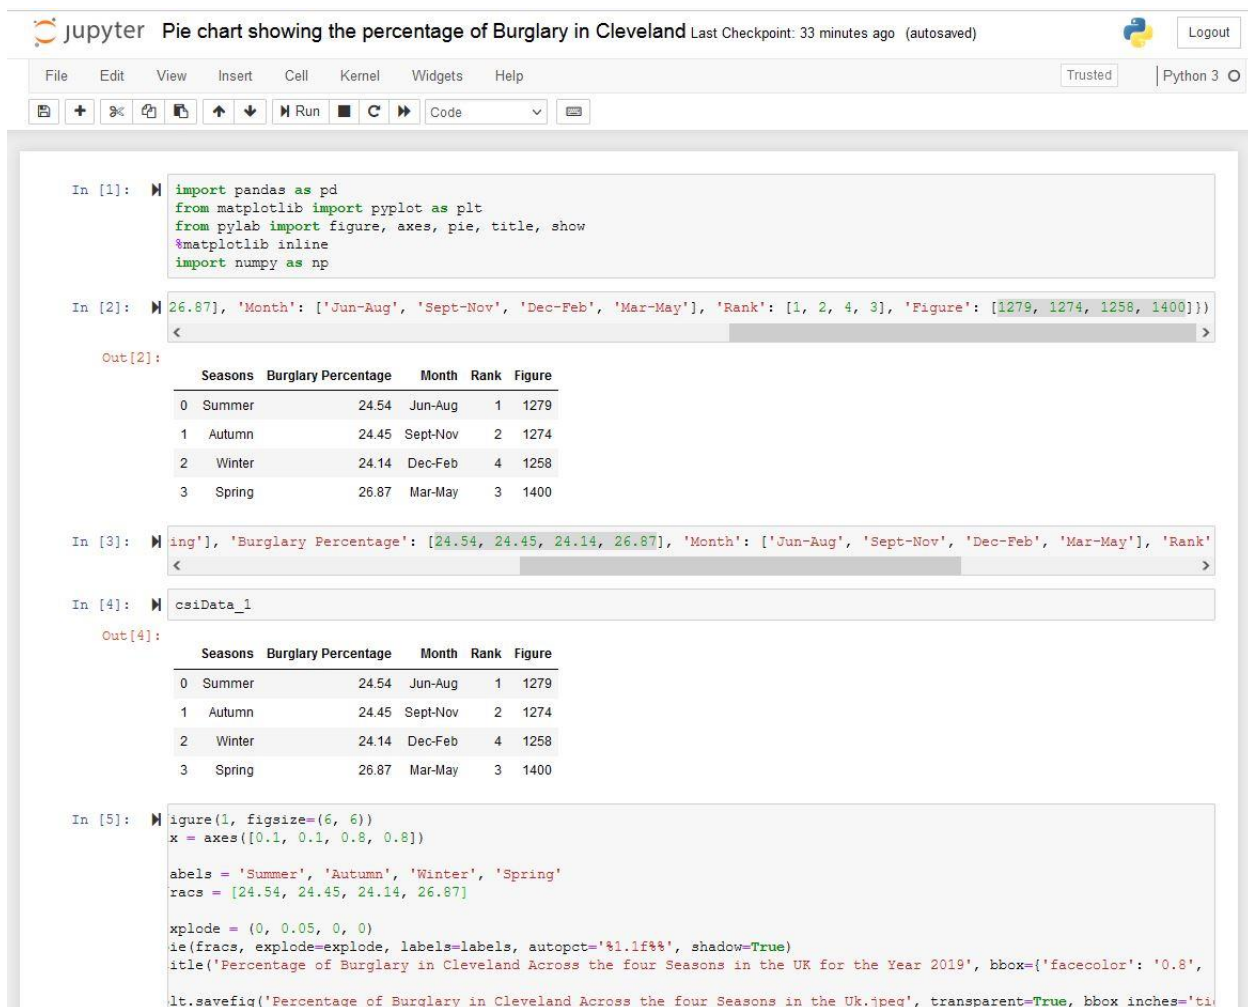 jupyter Pie chart showing the percentage of Burglary in Cleveland Last Checkpoint: 33 minutes ago (autosaved) Logout
File Edit View Insert Cell Kernel Widgets Help Trusted Python 3
Run Code
In [1]: import pandas as pd
from matplotlib import pyplot as plt
from pylab import figure, axes, pie, title, show
%matplotlib inline
import numpy as np
In [2]: 26.87], 'Month': ['Jun-Aug', 'Sept-Nov', 'Dec-Feb', 'Mar-May'], 'Rank': [1, 2, 4, 3], 'Figure': [1279, 1274, 1258, 1400]})
Out[2]:
Seasons Burglary Percentage Month Rank Figure
0 Summer 24.54 Jun-Aug 1 1279
1 Autumn 24.45 Sept-Nov 2 1274
2 Winter 24.14 Dec-Feb 4 1258
3 Spring 26.87 Mar-May 3 1400
In [3]: ing'], 'Burglary Percentage': [24.54, 24.45, 24.14, 26.87], 'Month': ['Jun-Aug', 'Sept-Nov', 'Dec-Feb', 'Mar-May'], 'Rank'
In [4]: csiData_1
Out[4]:
Seasons Burglary Percentage Month Rank Figure
0 Summer 24.54 Jun-Aug 1 1279
1 Autumn 24.45 Sept-Nov 2 1274
2 Winter 24.14 Dec-Feb 4 1258
3 Spring 26.87 Mar-May 3 1400
In [5]: igure(1, figsize=(6, 6))
x = axes([0.1, 0.1, 0.8, 0.8])
abels = 'Summer', 'Autumn', 'Winter', 'Spring'
racs = [24.54, 24.45, 24.14, 26.87]
xplode = (0, 0.05, 0, 0)
ie(fracs, explode=explode, labels=labels, autopct='%1.1f%%', shadow=True)
itle('Percentage of Burglary in Cleveland Across the four Seasons in the UK for the Year 2019', bbox={'facecolor': '0.8',
lt.savefig('Percentage of Burglary in Cleveland Across the four Seasons in the Uk.jpeg', transparent=True, bbox_inches='ti